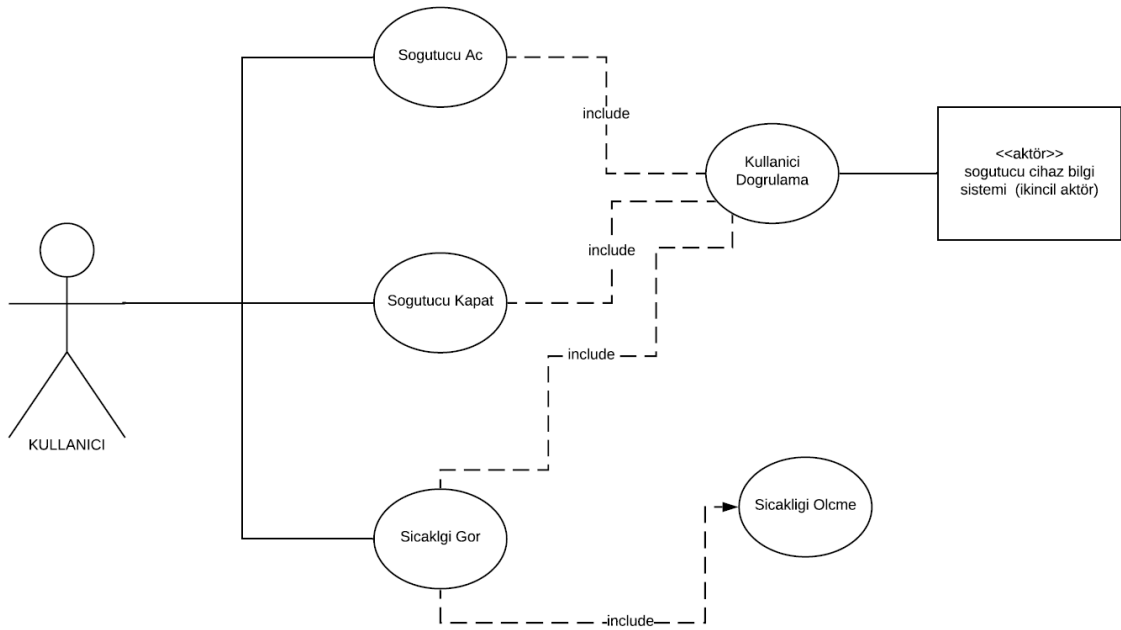 Sogutucu Ac
include
Kullanici
Dogrulama
<<aktör>>
sogutucu cihaz bilgi
sistemi (ikincil aktör)
include
Sogutucu Kapat
include
KULLANICI
Sicaklgi Gor
Sicakligi Olcme
include